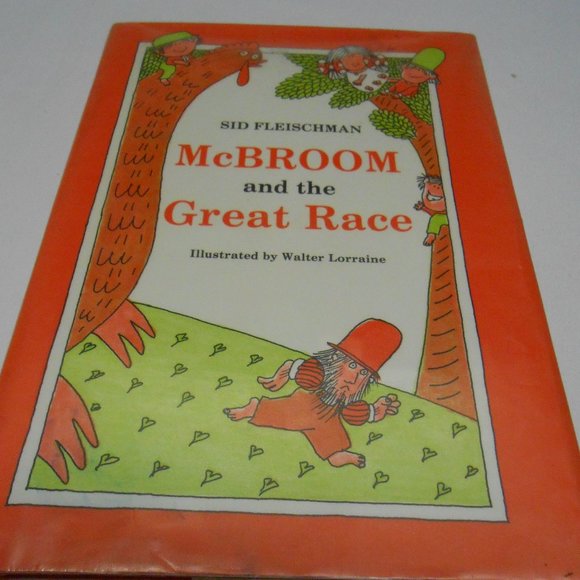 SID FLEISCHMAN
McBROOM
and the
Great Race
Illustrated by Walter Lorraine